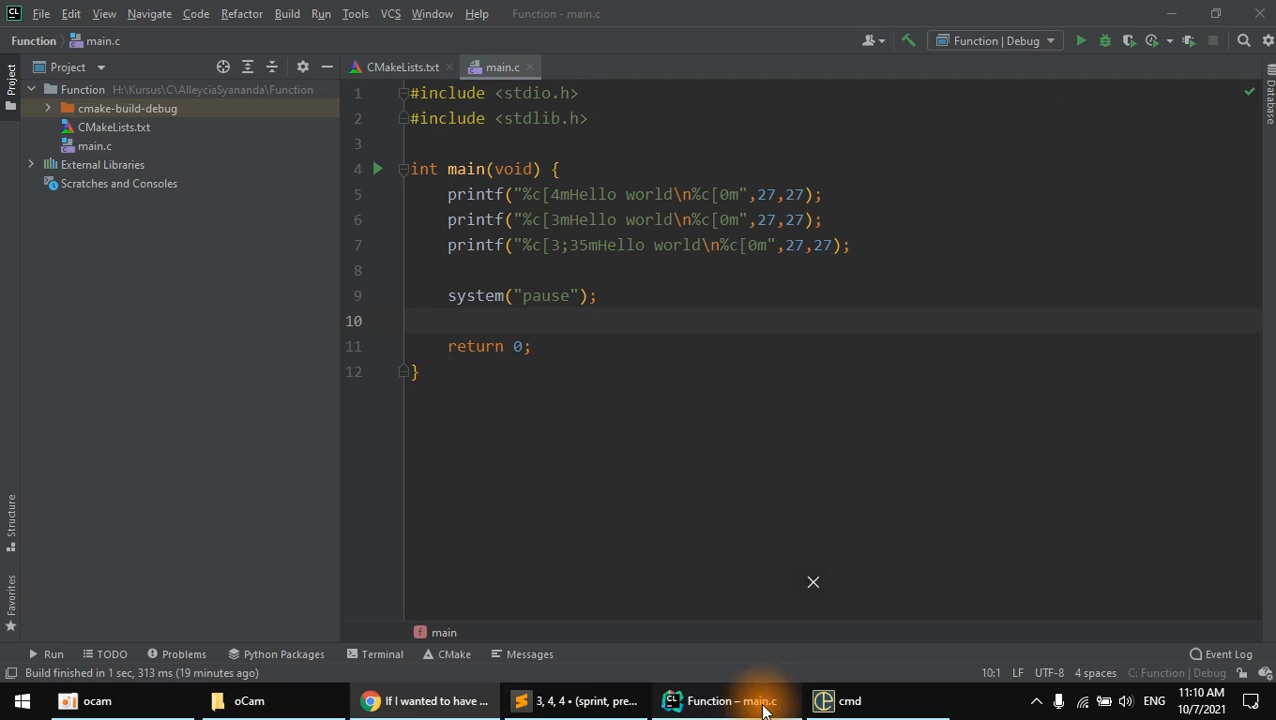 CL File Edit View Navigate Code Refactor Build Run Tools VCS Window Help Function - main.c
Function main.c Function | Debug
Project CMakeLists.txt main.c
Function H:\Kursus\C\AlleyciaSyananda\Function
cmake-build-debug
CMakeLists.txt
main.c
External Libraries
Scratches and Consoles
Project
Structure
Favorites
Database
1 #include <stdio.h>
2 #include <stdlib.h>
3
4 int main(void) {
5 printf("%c[4mHello world\n%c[0m",27,27);
6 printf("%c[3mHello world\n%c[0m",27,27);
7 printf("%c[3;35mHello world\n%c[0m",27,27);
8
9 system("pause");
10
11 return 0;
12 }
f main
Run TODO Problems Python Packages Terminal CMake Messages Event Log
Build finished in 1 sec, 313 ms (19 minutes ago) 10:1 LF UTF-8 4 spaces C: Function | Debug
ocam oCam If I wanted to have ... 3, 4, 4 • (sprint, pre... Function – main.c cmd ENG 11:10 AM
10/7/2021